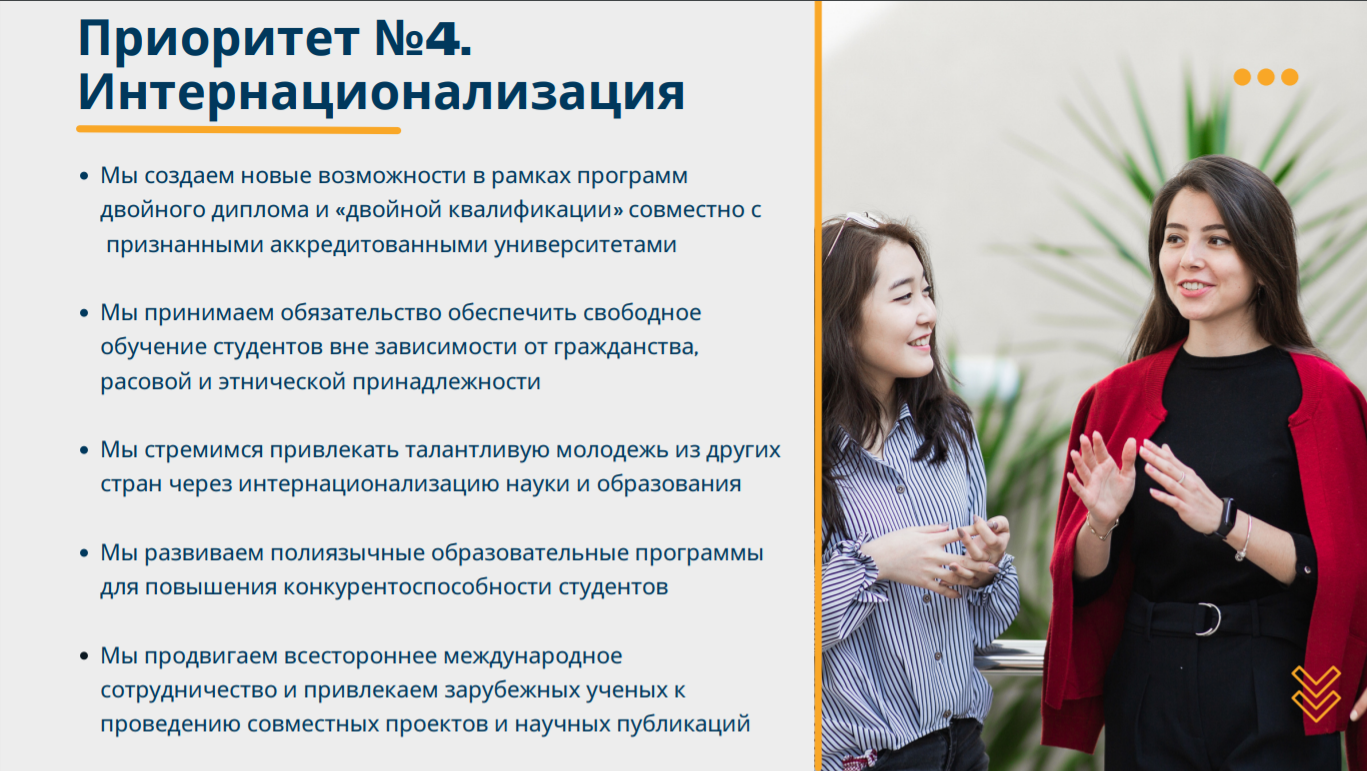 Приоритет №4.
Интернационализация
• Мы создаем новые возможности в рамках программ
двойного диплома и «двойной квалификации» совместно с
признанными аккредитованными университетами
• Мы принимаем обязательство обеспечить свободное
обучение студентов вне зависимости от гражданства,
расовой и этнической принадлежности
• Мы стремимся привлекать талантливую молодежь из других
стран через интернационализацию науки и образования
• Мы развиваем полиязычные образовательные программы
для повышения конкурентоспособности студентов
• Мы продвигаем всестороннее международное
сотрудничество и привлекаем зарубежных ученых к
проведению совместных проектов и научных публикаций